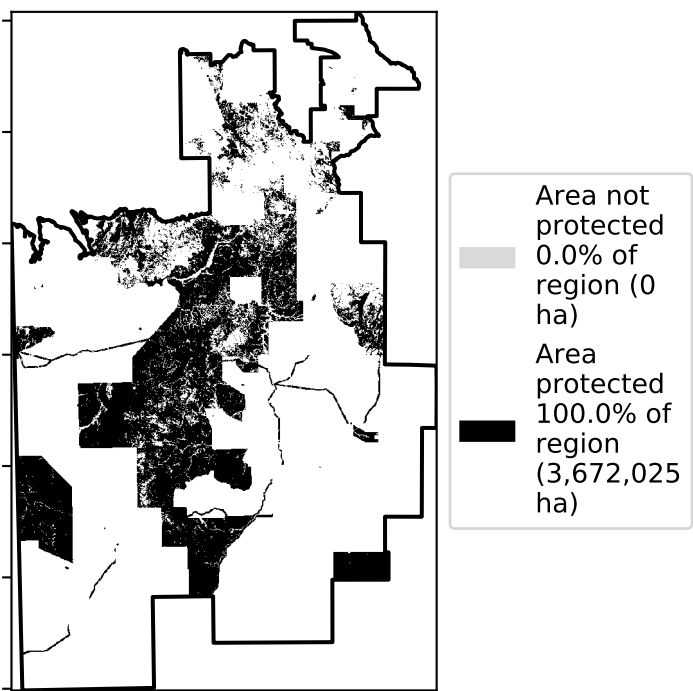 Area not
protected
0.0% of
region (0
ha)
Area
protected
100.0% of
region
(3,672,025
ha)